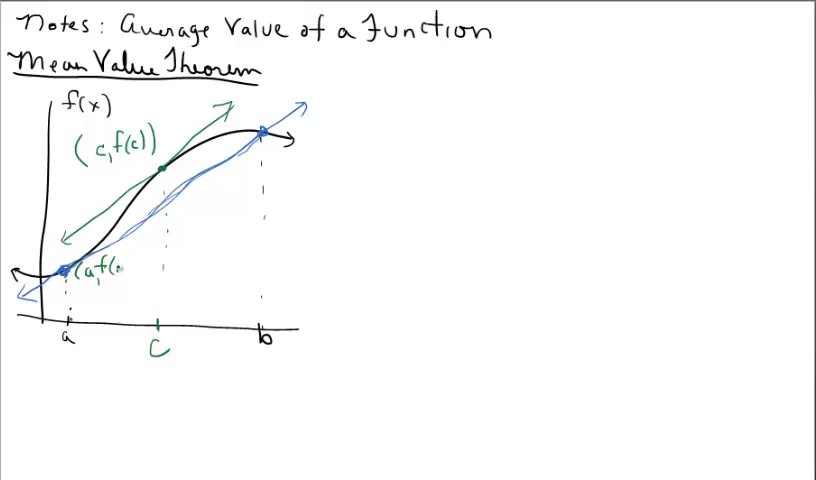 Notes: Average Value of a Function
Mean Value Theorem
f(x)
(c, f(c))
(a, f(
a
c
b